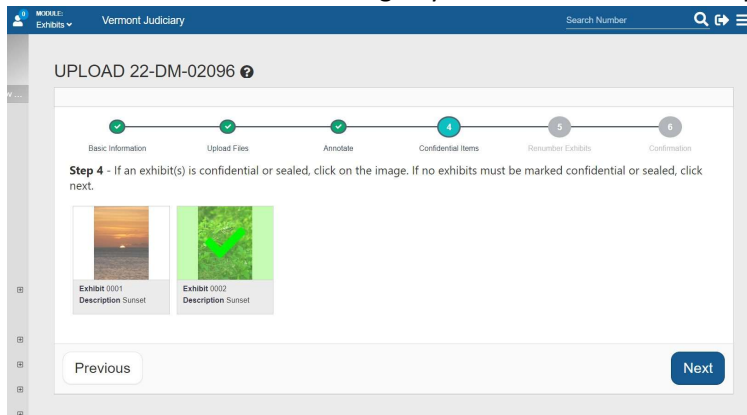 MODULE:
Exhibits
Vermont Judiciary
Search Number
0
UPLOAD 22-DM-02096
4
5
6
Basic Information
Upload Files
Annotate
Confidential Items
Renumber Exhibits
Confirmation
Step 4 - If an exhibit(s) is confidential or sealed, click on the image. If no exhibits must be marked confidential or sealed, click
next.
Exhibit 0001
Description Sunset
Exhibit 0002
Description Sunset
Previous
Next